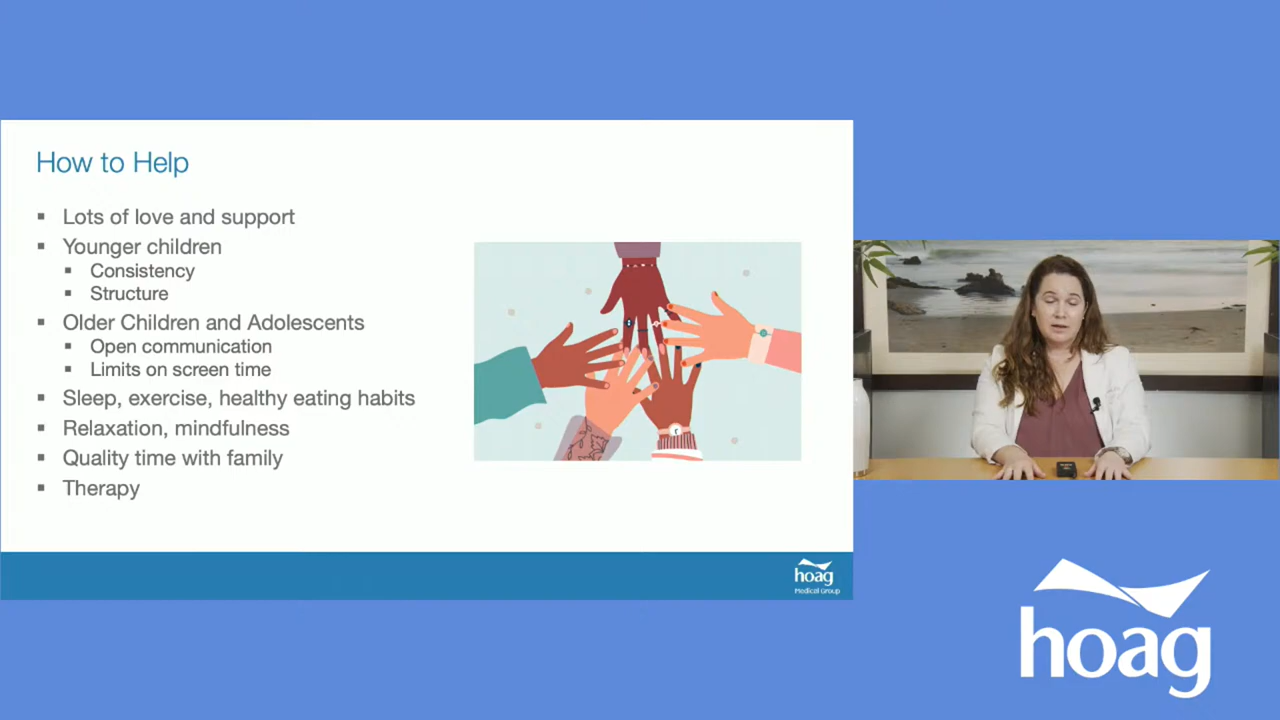 How to Help
Lots of love and support
Younger children
Consistency
Structure
Older Children and Adolescents
Open communication
Limits on screen time
Sleep, exercise, healthy eating habits
Relaxation, mindfulness
Quality time with family
Therapy
hoag
Medical Group
hoag